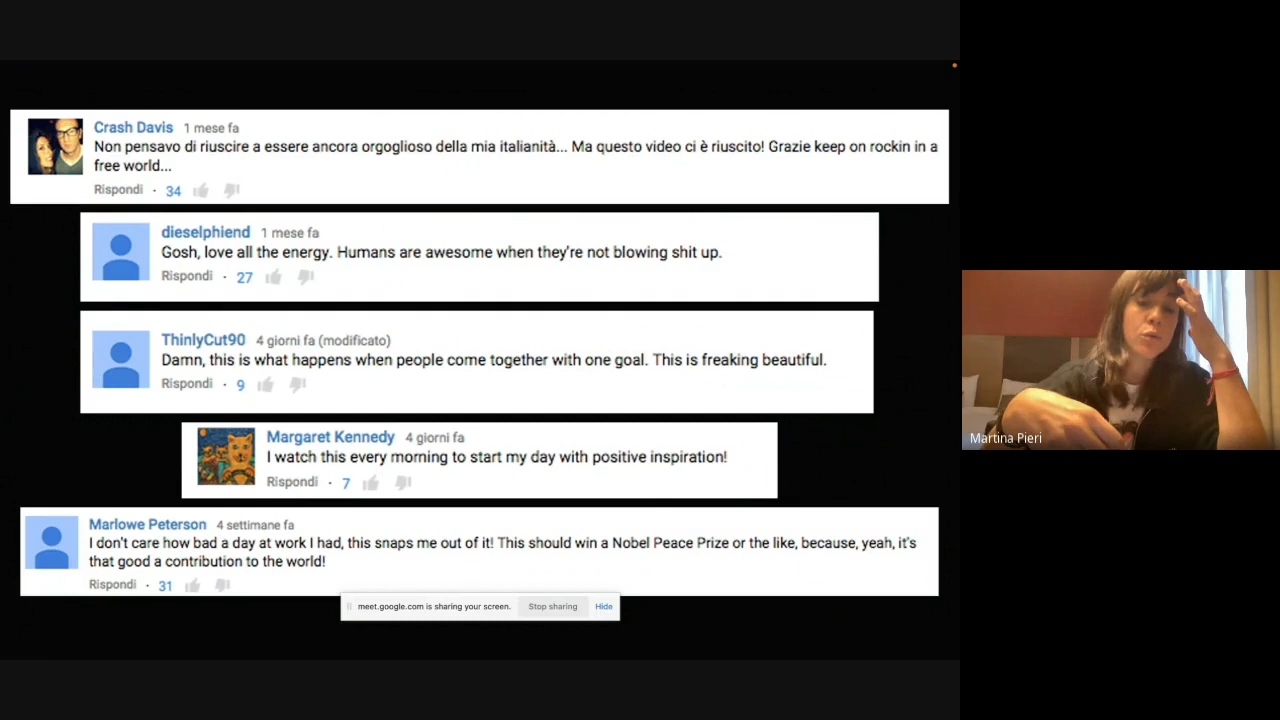 Crash Davis 1 mese fa
Non pensavo di riuscire a essere ancora orgoglioso della mia italianità... Ma questo video ci è riuscito! Grazie keep on rockin in a
free world...
Rispondi · 34
dieselphiend 1 mese fa
Gosh, love all the energy. Humans are awesome when they're not blowing shit up.
Rispondi · 27
ThinlyCut90 4 giorni fa (modificato)
Damn, this is what happens when people come together with one goal. This is freaking beautiful.
Rispondi · 9
Margaret Kennedy 4 giorni fa
I watch this every morning to start my day with positive inspiration!
Rispondi · 7
Marlowe Peterson 4 settimane fa
I don't care how bad a day at work I had, this snaps me out of it! This should win a Nobel Peace Prize or the like, because, yeah, it's
that good a contribution to the world!
Rispondi · 31
meet.google.com is sharing your screen. Stop sharing Hide
Martina Pieri